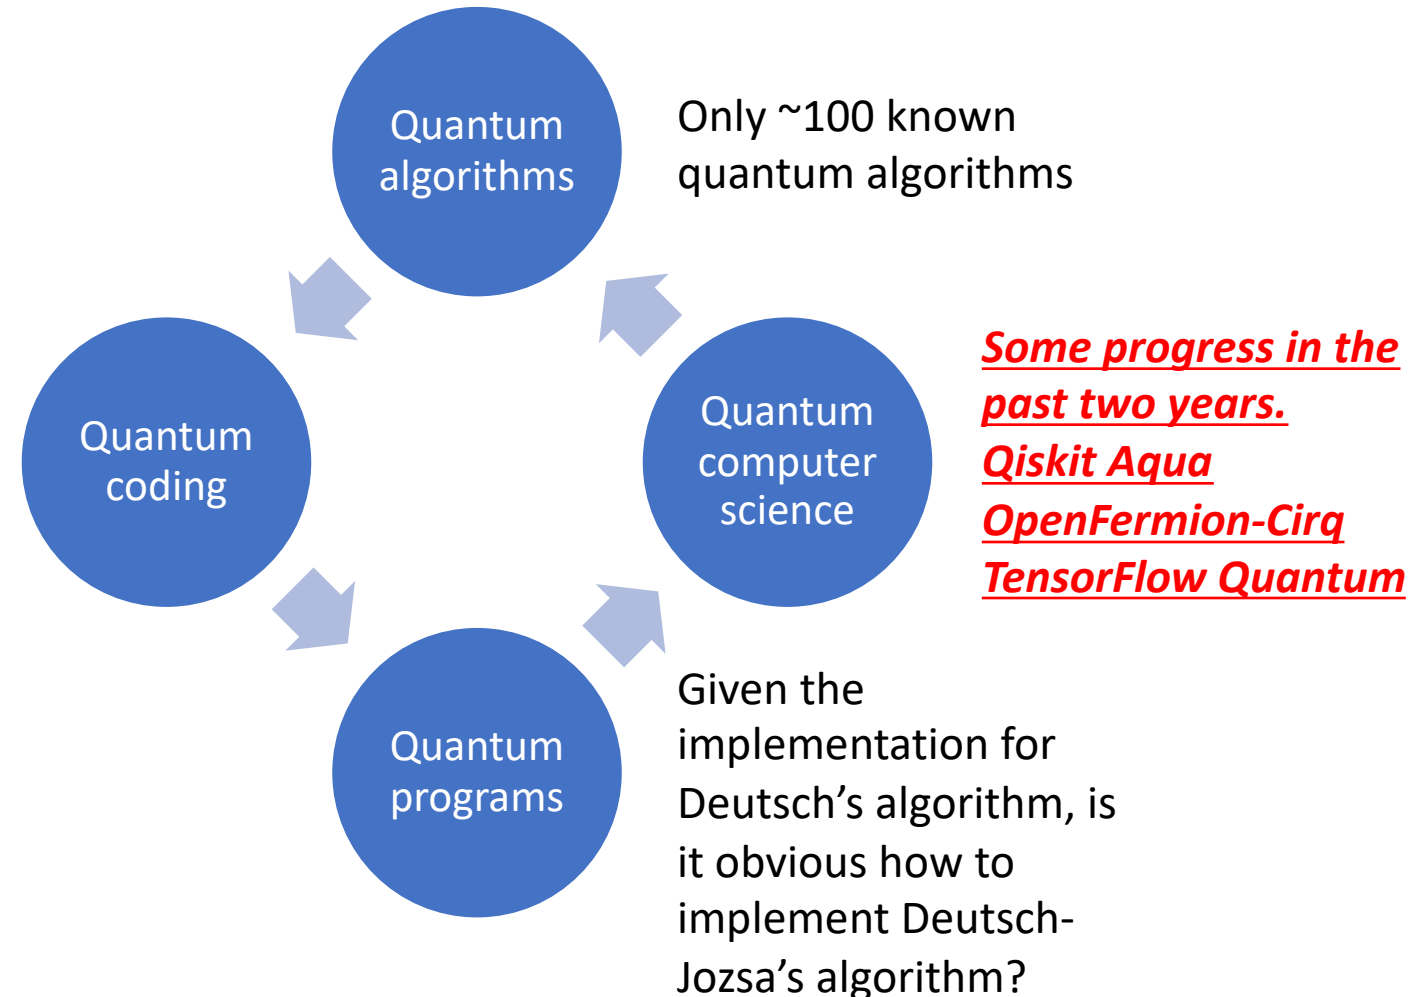 Quantum
algorithms
Only ~100 known
quantum algorithms
Quantum
coding
Quantum
computer
science
Some progress in the
past two years.
Qiskit Aqua
OpenFermion-Cirq
TensorFlow Quantum
Quantum
programs
Given the
implementation for
Deutsch’s algorithm, is
it obvious how to
implement Deutsch-
Jozsa’s algorithm?